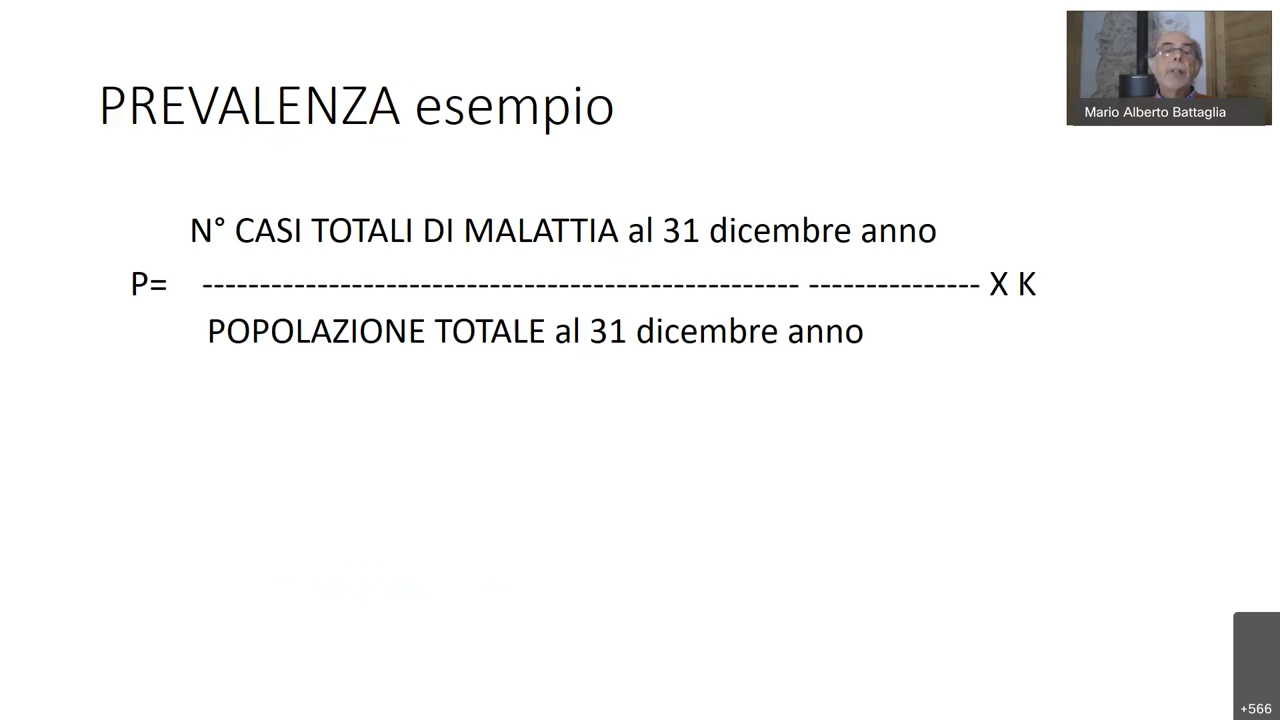 PREVALENZA esempio
Mario Alberto Battaglia
N° CASI TOTALI DI MALATTIA al 31 dicembre anno
P= ---------------------------------------------------- --------------- X K
POPOLAZIONE TOTALE al 31 dicembre anno
+566